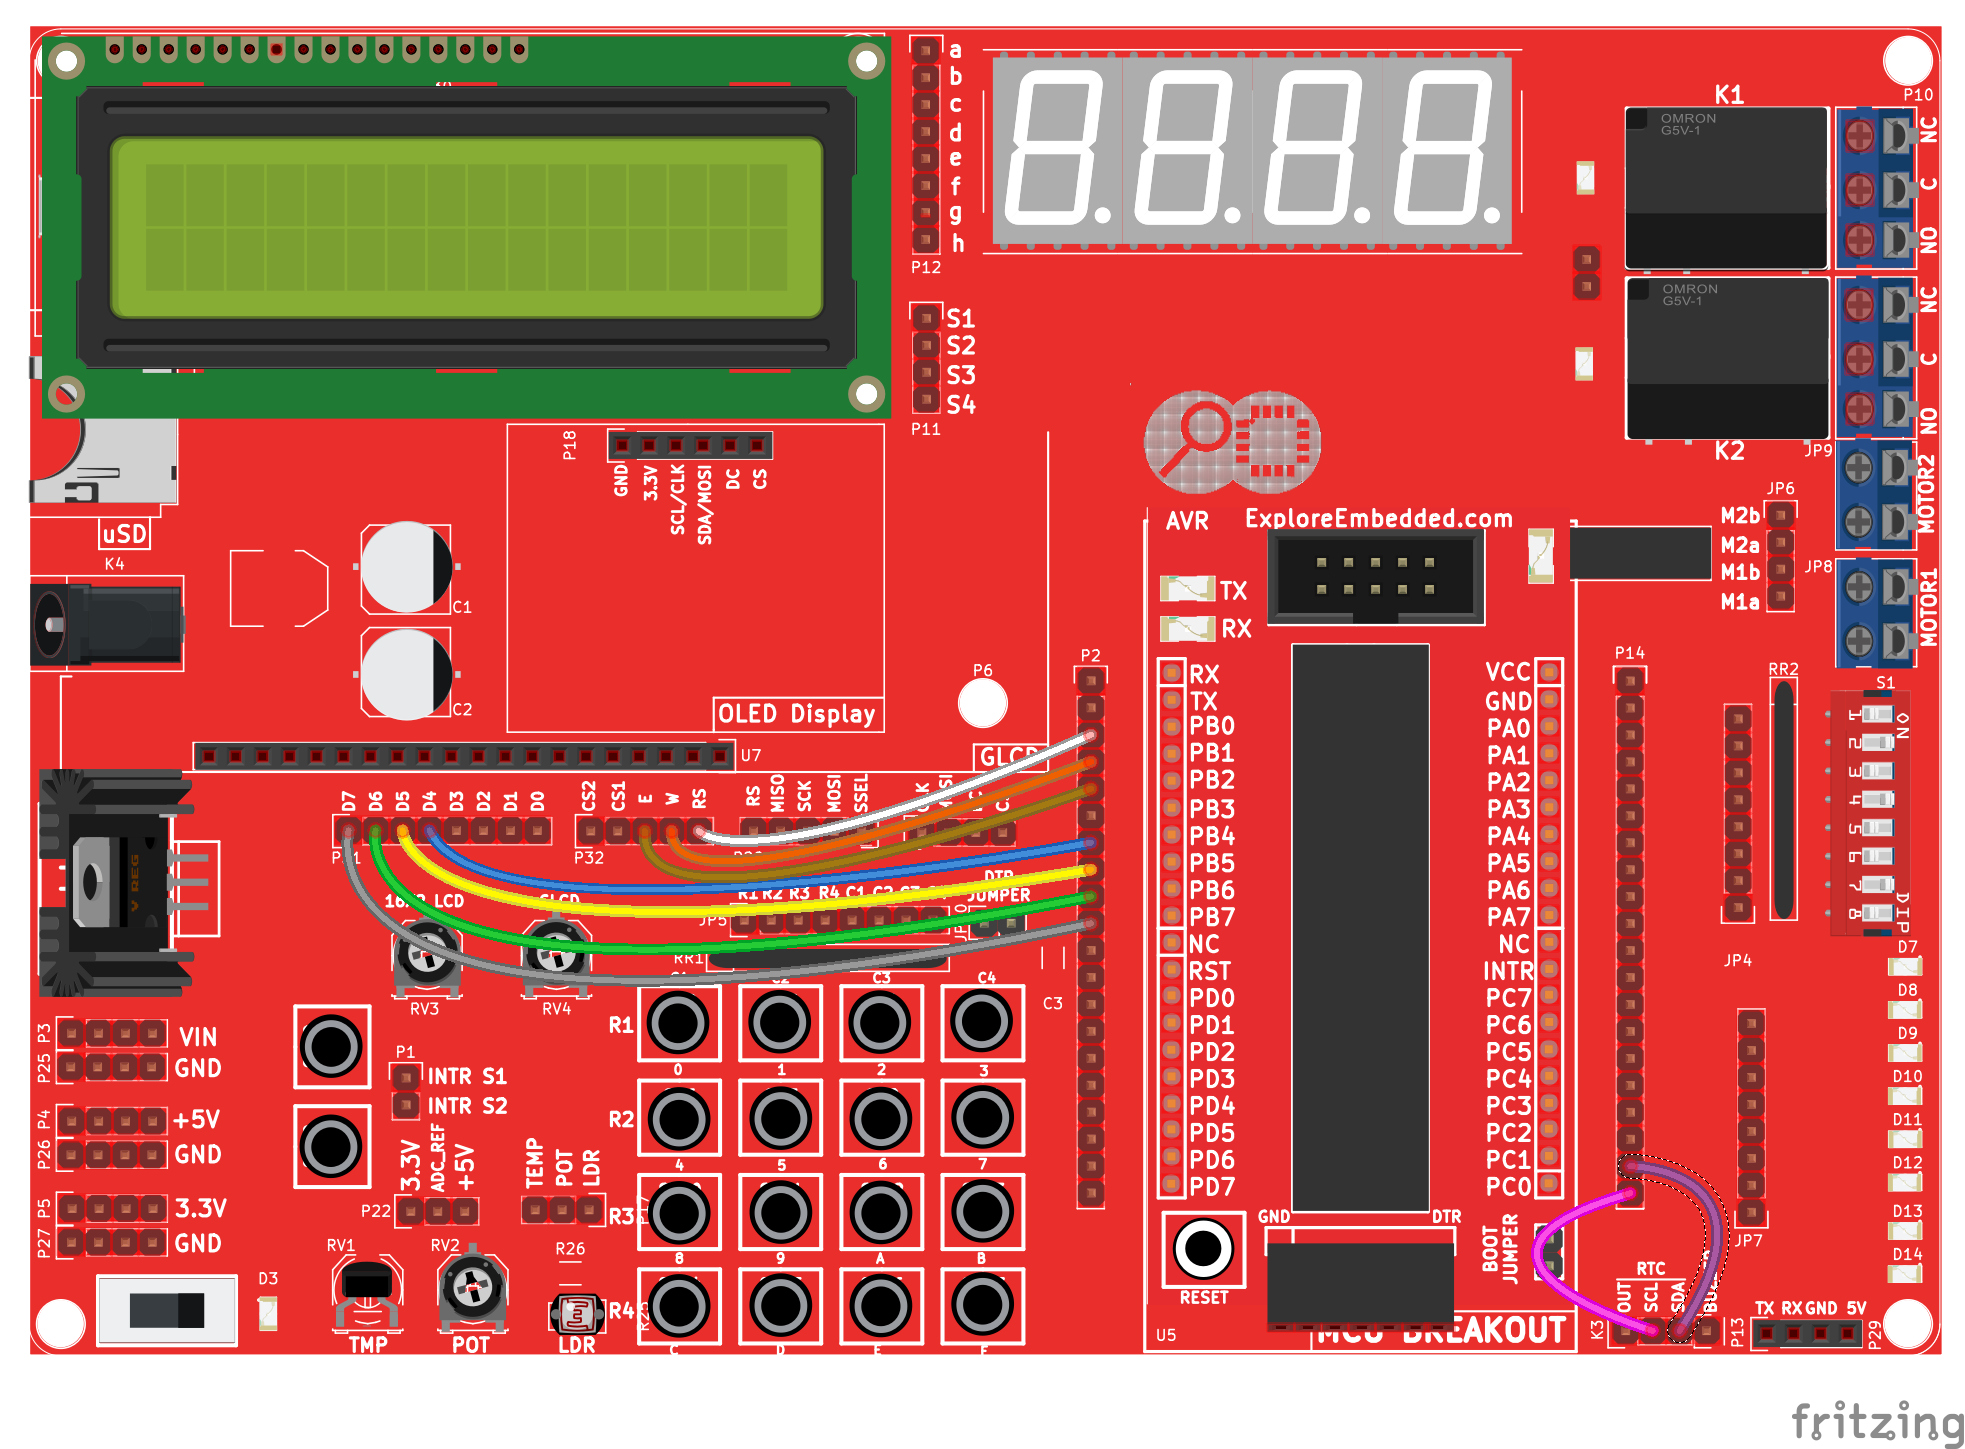 a
b
c
d
e
f
g
h
P12
S1
S2
S3
S4
P11
K1
OMRON
G5V-1
P10
NC
C
NO
OMRON
G5V-1
K2
NC
C
NO
JP9
MOTOR2
JP6
M2b
M2a
M1b
M1a
JP8
MOTOR1
P18
GND
3.3V
SCL/CLK
SDA/MOSI
DC
CS
uSD
K4
C1
C2
OLED Display
P6
U7
AVR
ExploreEmbedded.com
TX
RX
P2
P14
RR2
S1
ON
1
2
3
4
5
6
7
8
DIP
RX
TX
PB0
PB1
PB2
PB3
PB4
PB5
PB6
PB7
NC
RST
PD0
PD1
PD2
PD3
PD4
PD5
PD6
PD7
VCC
GND
PA0
PA1
PA2
PA3
PA4
PA5
PA6
PA7
NC
INTR
PC7
PC6
PC5
PC4
PC3
PC2
PC1
PC0
D7
D6
D5
D4
D3
D2
D1
D0
CS2
CS1
E
W
RS
RS
MISO
SCK
MOSI
SSEL
P32
V REG
DTR
JUMPER
R1 R2 R3 R4 C1
JP5
LCD
RR1
RV3
RV4
C3
C3
C4
P3
VIN
P25
GND
P4
+5V
P26
GND
P5
3.3V
P27
GND
P1
INTR S1
INTR S2
3.3V
ADC_REF
+5V
P22
TEMP
POT
LDR
R1
0
1
2
3
R2
4
5
6
7
R3
8
9
A
B
R4
RV1
RV2
R26
D3
TMP
POT
LDR
JP4
D7
D8
D9
D10
D11
D12
D13
D14
JP7
GND
DTR
RESET
BOOT
JUMPER
RTC
OUT
SCL
SDA
K3
P13
TX RX GND 5V
P29
U5
BREAKOUT
fritzing